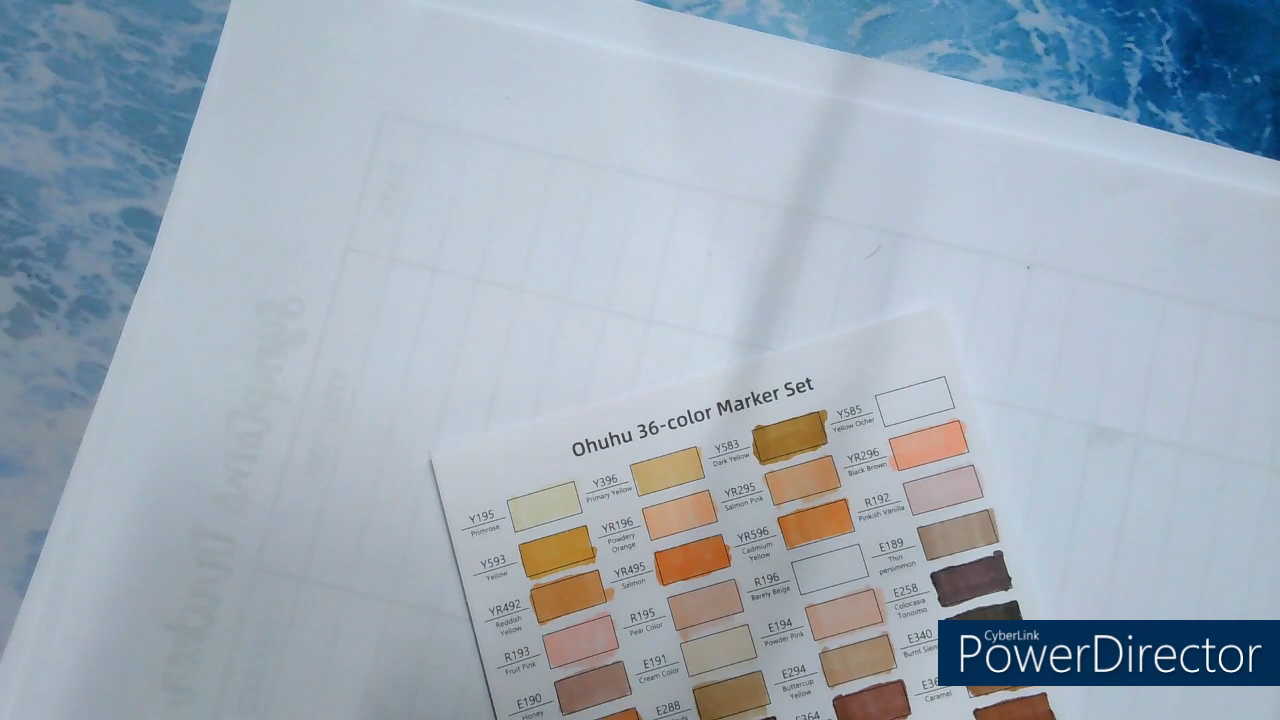 Ohuhu 36-color Marker Set
Y195
Primrose
Y396
Primary Yellow
Y583
Dark Yellow
Y585
Yellow Ocher
Y593
Yellow
YR196
Powdery
Orange
YR295
Salmon Pink
YR296
Black Brown
YR492
Reddish
Yellow
YR495
Salmon
YR596
Cadmium
Yellow
R192
Pinkish Vanilla
R193
Fruit Pink
R195
Pear Color
R196
Barely Beige
E189
Thin
persimmon
E190
Honey
E191
Cream Color
E194
Powder Pink
E258
Colocasia
Tonoimo
E288
E294
Buttercup
Yellow
E340
E364
Caramel
CyberLink
PowerDirector